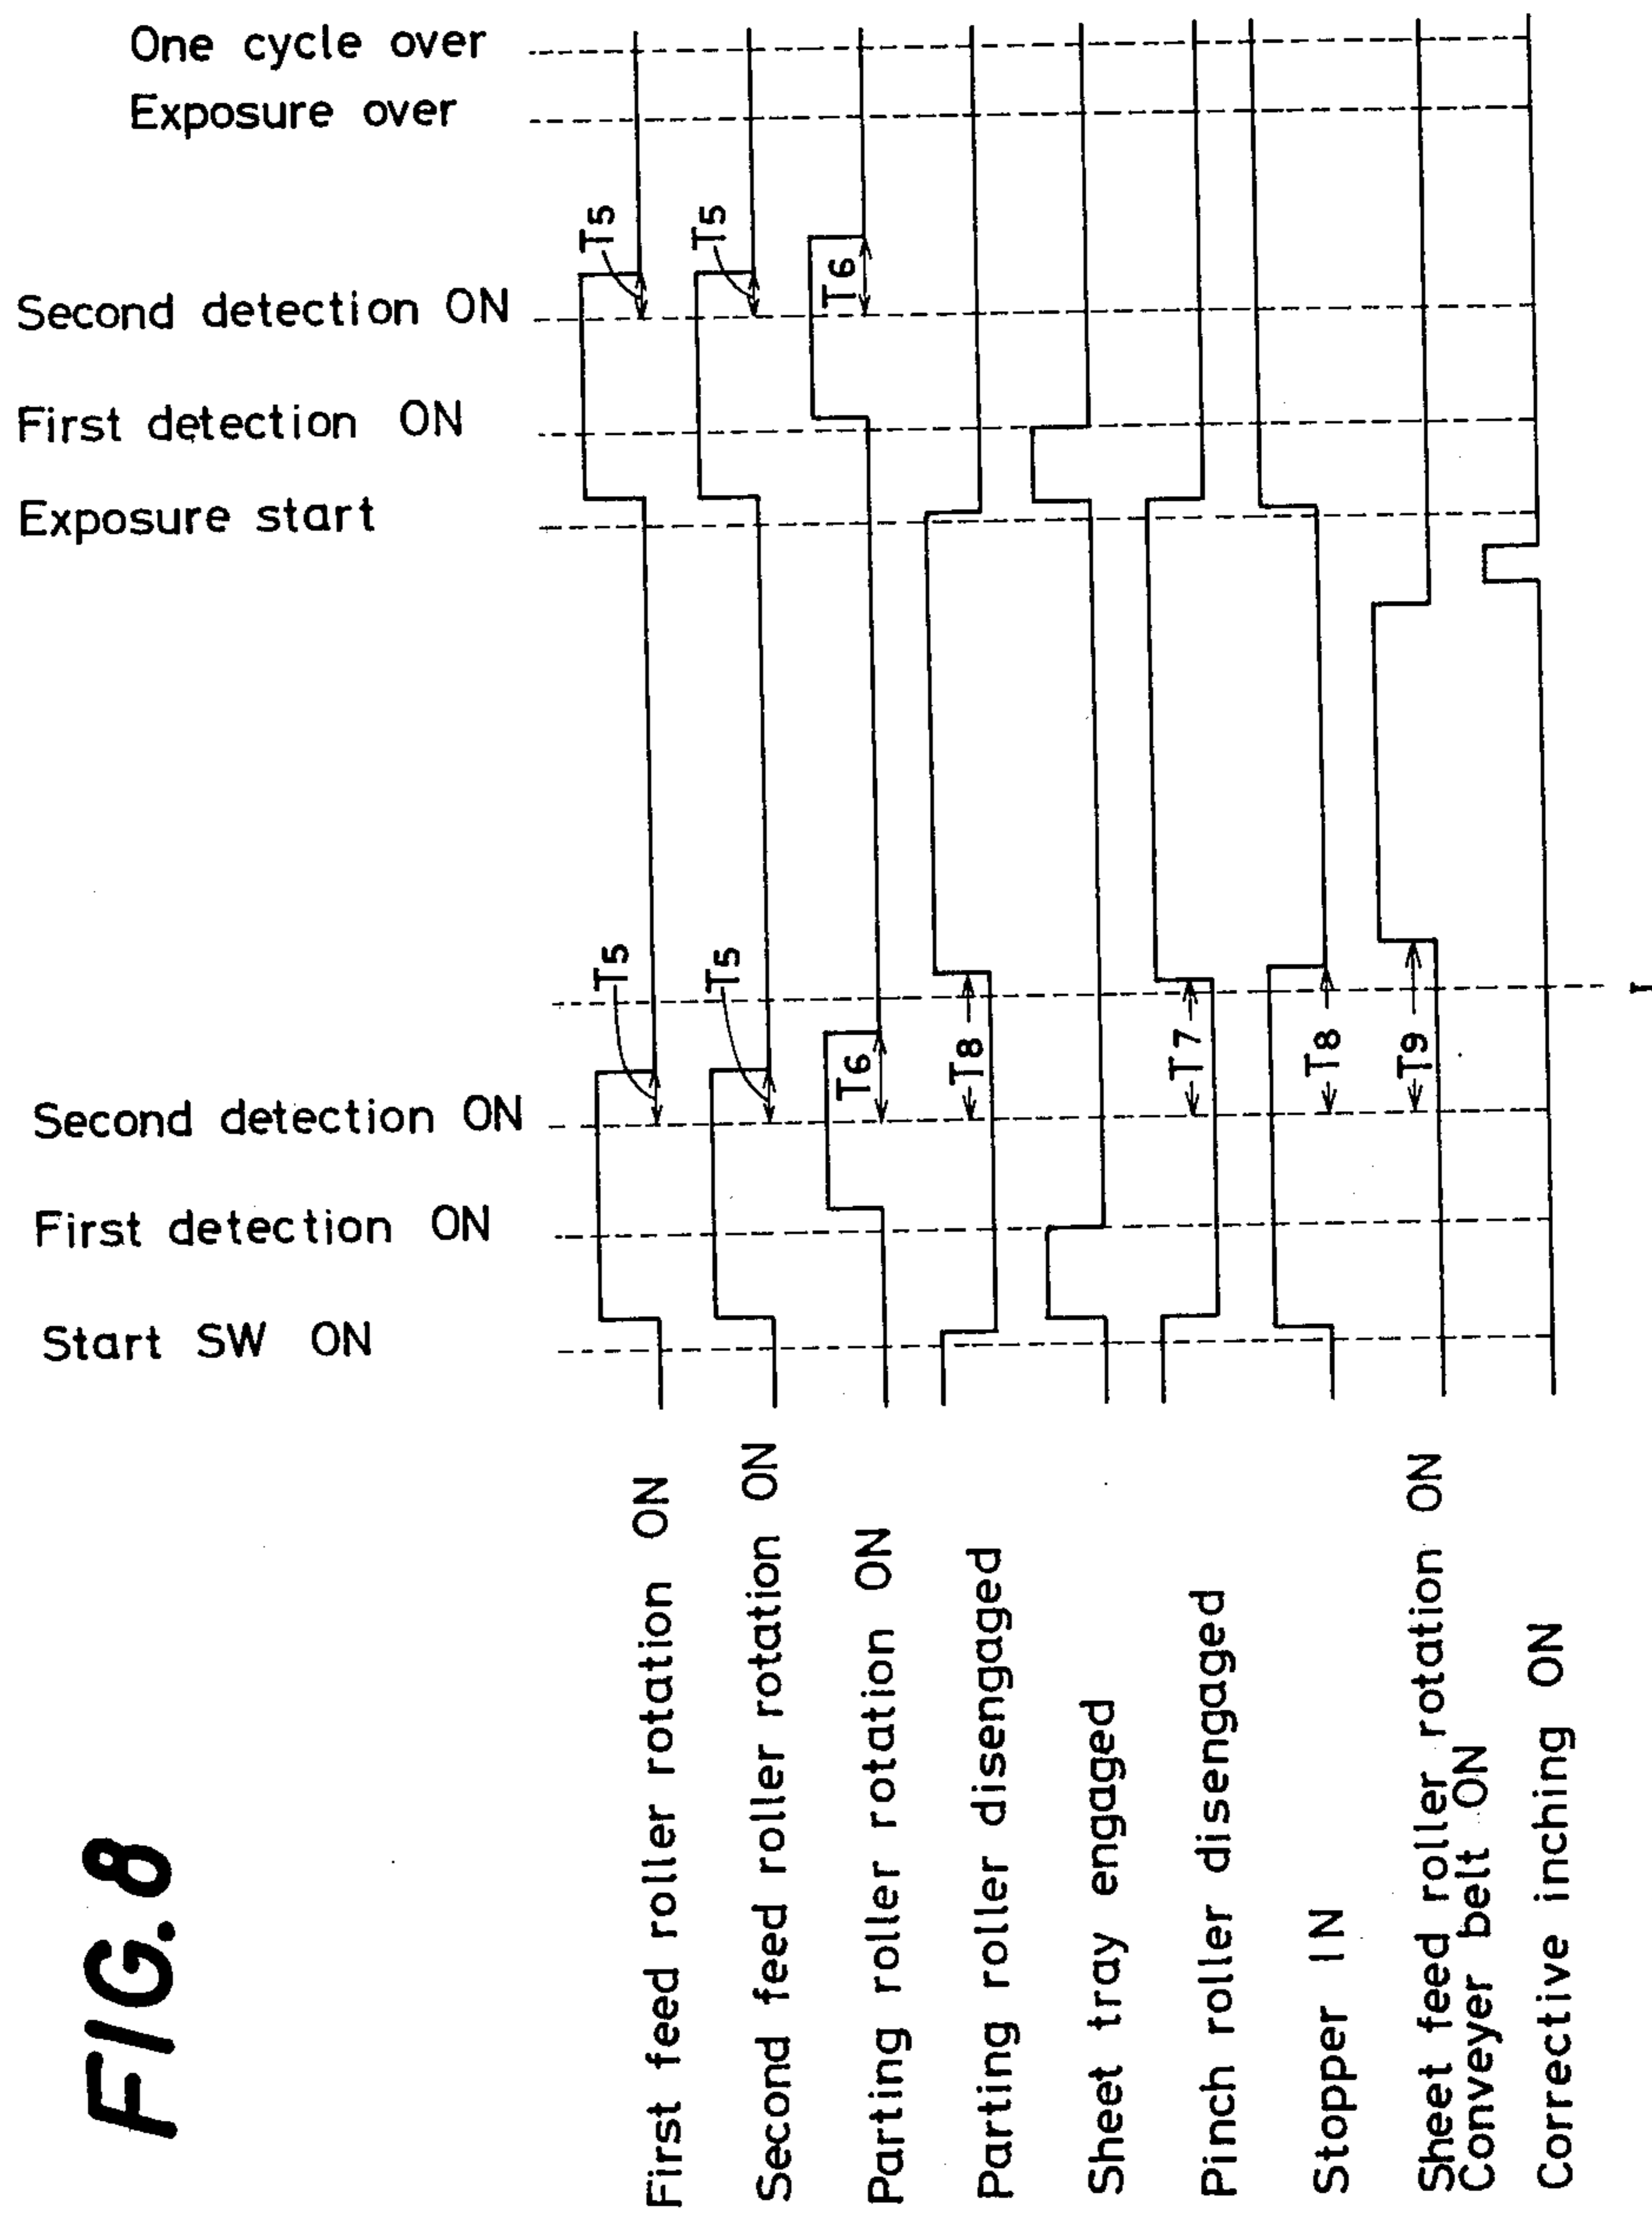 FIG. 8
One cycle over
Exposure over
Second detection ON
First detection ON
Exposure start
Second detection ON
First detection ON
Start SW ON
First feed roller rotation ON
T5
T5
Second feed roller rotation ON
T5
T5
Parting roller rotation ON
T6
T6
Parting roller disengaged
T8
Sheet tray engaged
Pinch roller disengaged
T7
Stopper IN
T8
Sheet feed roller rotation ON
Conveyer belt ON
T9
Corrective inching ON
I